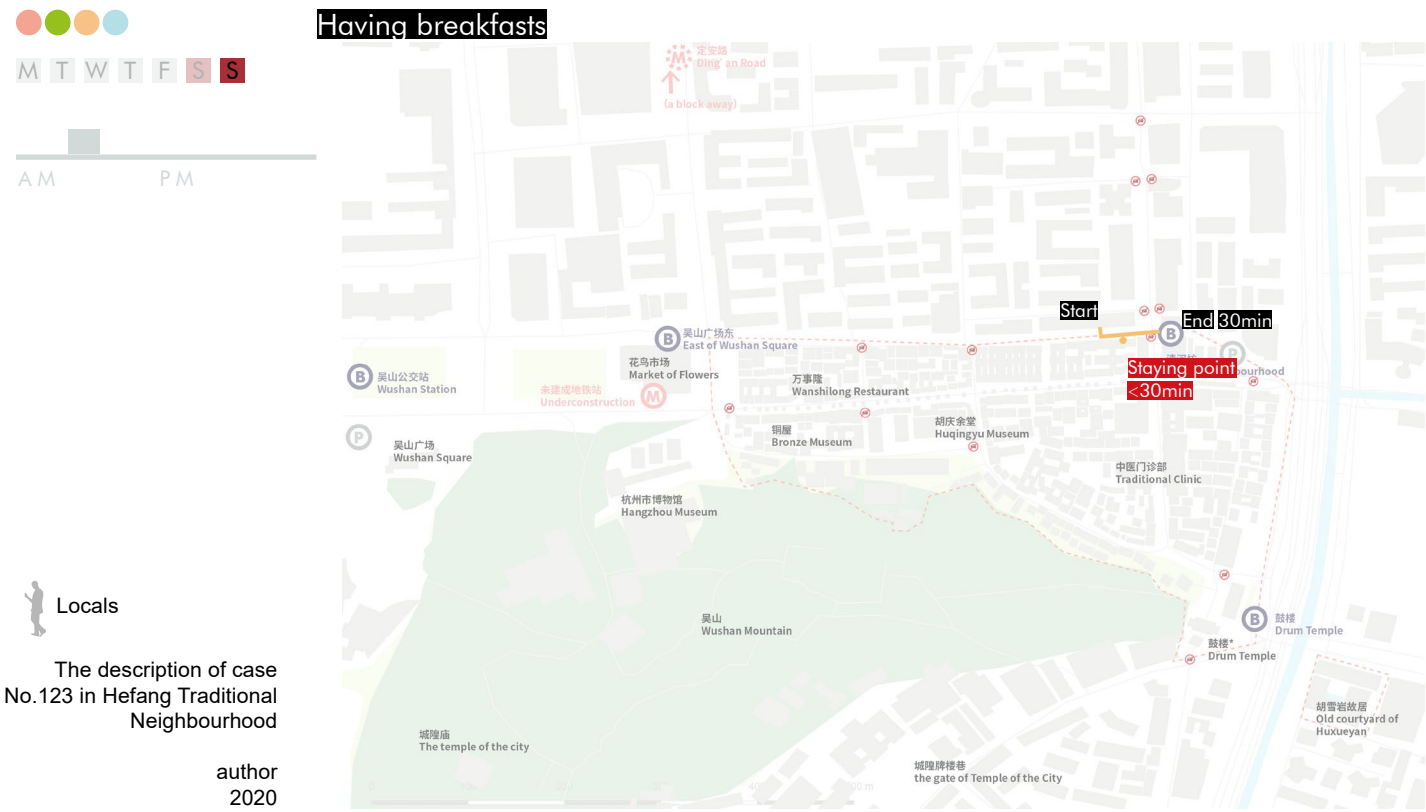 Having breakfasts
M T W T F S S
AM PM
定安路
Ding' an Road
(a block away)
Start
End 30min
吴山广场东
East of Wushan Square
花鸟市场
Market of Flowers
Staying point
<30min
吴山公交站
Wushan Station
未建成地铁站
Underconstruction
万事隆
Wanshilong Restaurant
铜屋
Bronze Museum
胡庆余堂
Huqingyu Museum
吴山广场
Wushan Square
中医门诊部
Traditional Clinic
杭州市博物馆
Hangzhou Museum
吴山
Wushan Mountain
鼓楼
Drum Temple
鼓楼*
Drum Temple
胡雪岩故居
Old courtyard of
Huxueyan
城隍庙
The temple of the city
城隍牌楼巷
the gate of Temple of the City
Locals
The description of case
No.123 in Hefang Traditional
Neighbourhood
author
2020